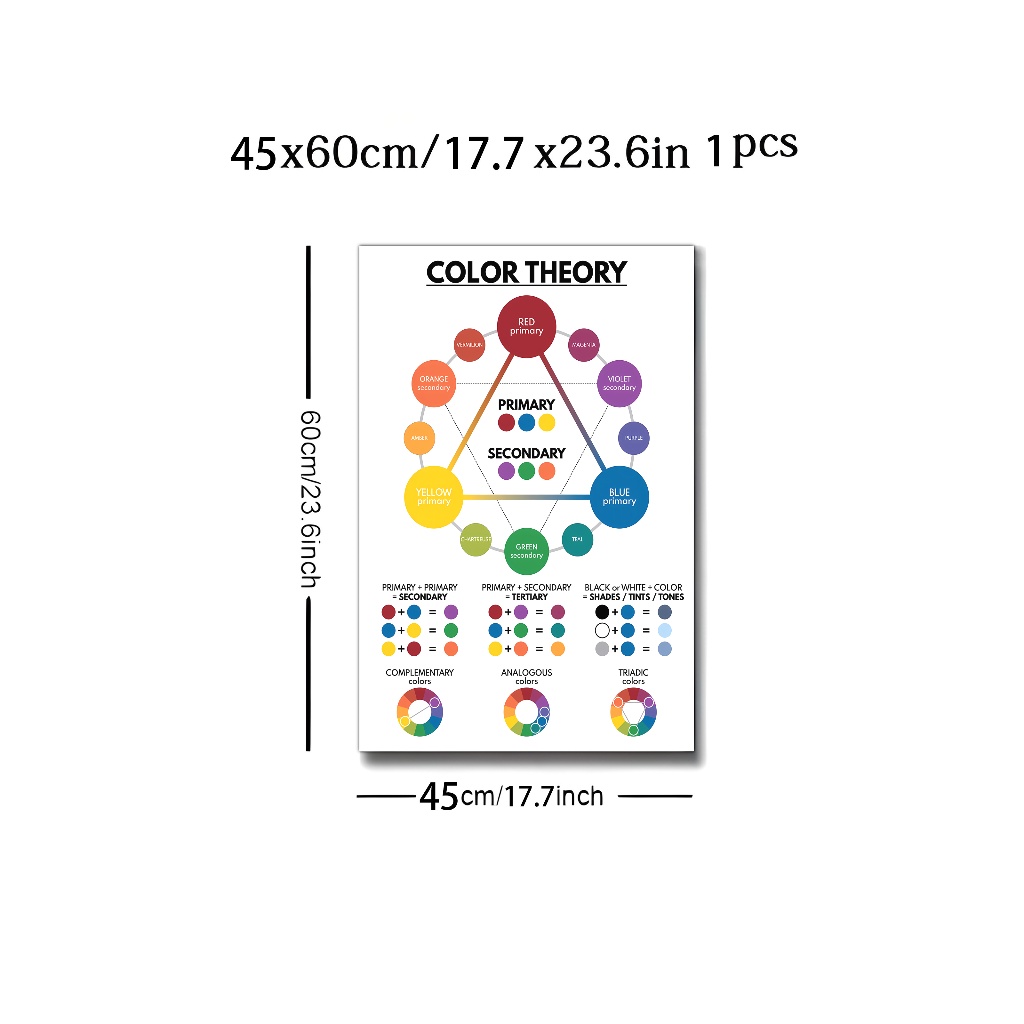 45x60cm/17.7 x23.6in 1pcs
COLOR THEORY
RED
primary
VERMILION
MAGENTA
ORANGE
secondary
VIOLET
secondary
PRIMARY
AMBER
PURPLE
SECONDARY
YELLOW
primary
BLUE
primary
CHARTREUSE
TEAL
GREEN
secondary
60cm/23.6inch
PRIMARY + PRIMARY
= SECONDARY
PRIMARY + SECONDARY
= TERTIARY
BLACK or WHITE + COLOR
= SHADES / TINTS / TONES
+ =
+ =
+ =
+ =
+ =
+ =
+ =
+ =
+ =
COMPLEMENTARY
colors
ANALOGOUS
colors
TRIADIC
colors
45cm/17.7inch